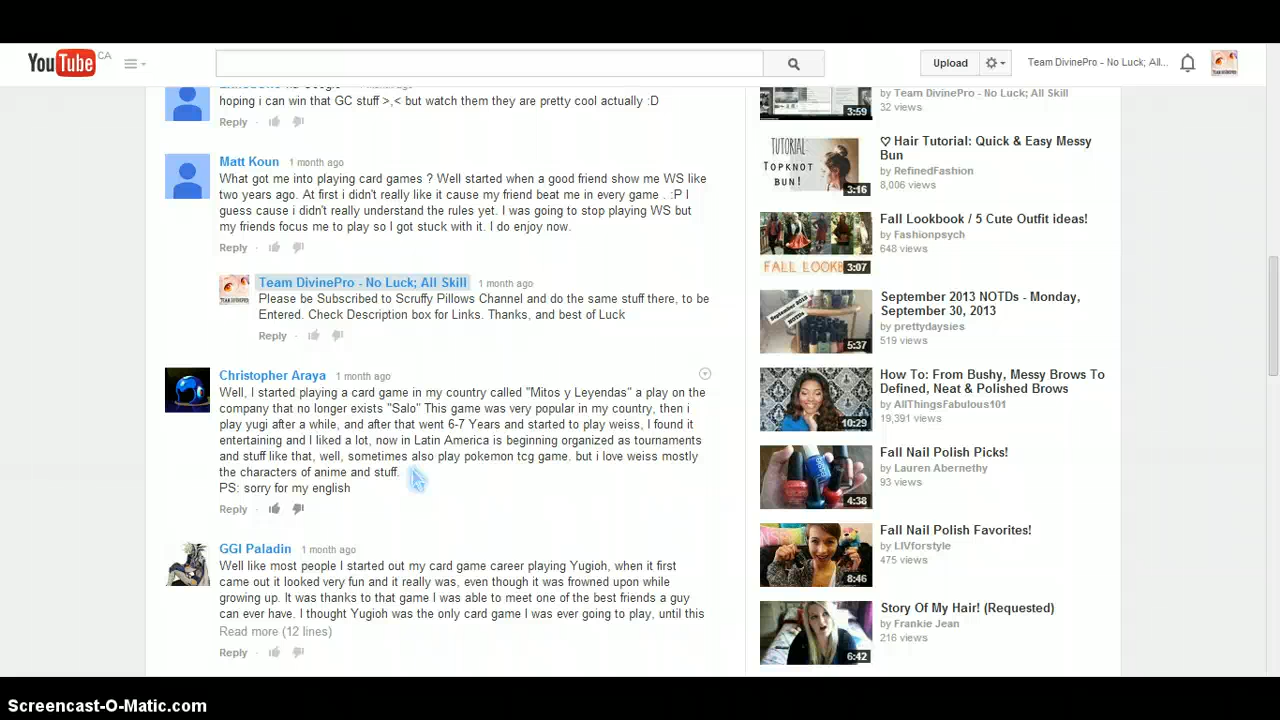 YouTube CA
Upload
Team DivinePro - No Luck; All...
hoping i can win that GC stuff >,< but watch them they are pretty cool actually :D
Reply ·
Matt Koun 1 month ago
What got me into playing card games ? Well started when a good friend show me WS like
two years ago. At first i didn't really like it cause my friend beat me in every game . :P I
guess cause i didn't really understand the rules yet. I was going to stop playing WS but
my friends focus me to play so I got stuck with it. I do enjoy now.
Reply ·
Team DivinePro - No Luck; All Skill 1 month ago
Please be Subscribed to Scruffy Pillows Channel and do the same stuff there, to be
Entered. Check Description box for Links. Thanks, and best of Luck
Reply ·
Christopher Araya 1 month ago
Well, I started playing a card game in my country called "Mitos y Leyendas" a play on the
company that no longer exists "Salo" This game was very popular in my country, then i
play yugi after a while, and after that went 6-7 Years and started to play weiss, I found it
entertaining and I liked a lot, now in Latin America is beginning organized as tournaments
and stuff like that, well, sometimes also play pokemon tcg game. but i love weiss mostly
the characters of anime and stuff.
PS: sorry for my english
Reply ·
GGI Paladin 1 month ago
Well like most people I started out my card game career playing Yugioh, when it first
came out it looked very fun and it really was, even though it was frowned upon while
growing up. It was thanks to that game I was able to meet one of the best friends a guy
can ever have. I thought Yugioh was the only card game I was ever going to play, until this
Read more (12 lines)
Reply ·
by Team DivinePro - No Luck; All Skill
32 views
3:59
TUTORIAL
TOPKNOT
BUN!
3:16
♡ Hair Tutorial: Quick & Easy Messy
Bun
by RefinedFashion
8,006 views
FALL LOOKB
3:07
Fall Lookbook / 5 Cute Outfit ideas!
by Fashionpsych
648 views
September 2013
NOTDs
5:37
September 2013 NOTDs - Monday,
September 30, 2013
by prettydaysies
519 views
10:29
How To: From Bushy, Messy Brows To
Defined, Neat & Polished Brows
by AllThingsFabulous101
19,391 views
4:38
Fall Nail Polish Picks!
by Lauren Abernethy
93 views
8:46
Fall Nail Polish Favorites!
by LIVforstyle
475 views
6:42
Story Of My Hair! (Requested)
by Frankie Jean
216 views
Screencast-O-Matic.com